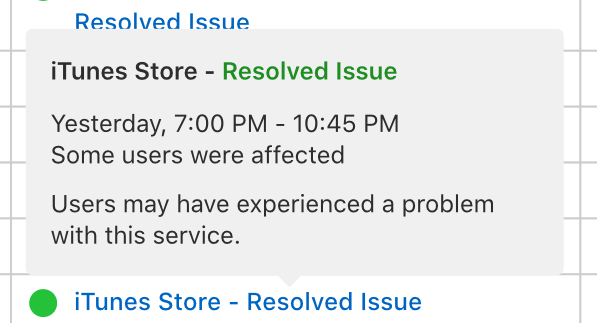 Resolved Issue
iTunes Store - Resolved Issue
Yesterday, 7:00 PM - 10:45 PM
Some users were affected
Users may have experienced a problem
with this service.
iTunes Store - Resolved Issue